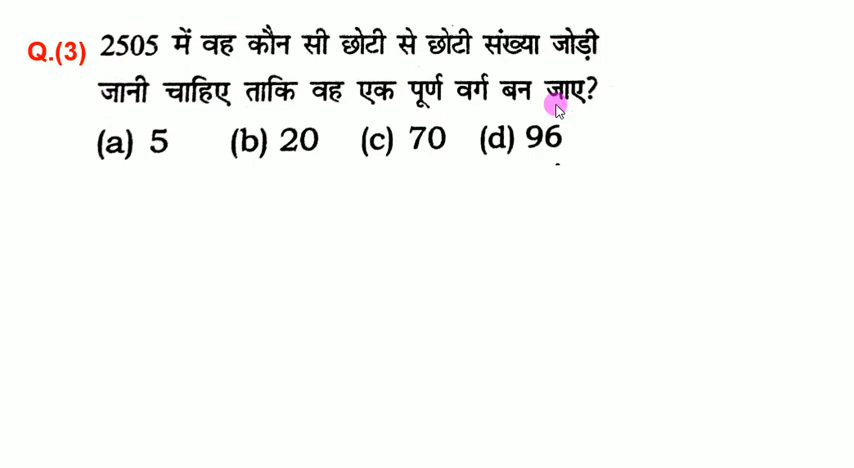 Q.(3) 2505 में वह कौन सी छोटी से छोटी संख्या जोड़ी
जानी चाहिए ताकि वह एक पूर्ण वर्ग बन जाए?
(a) 5 (b) 20 (c) 70 (d) 96